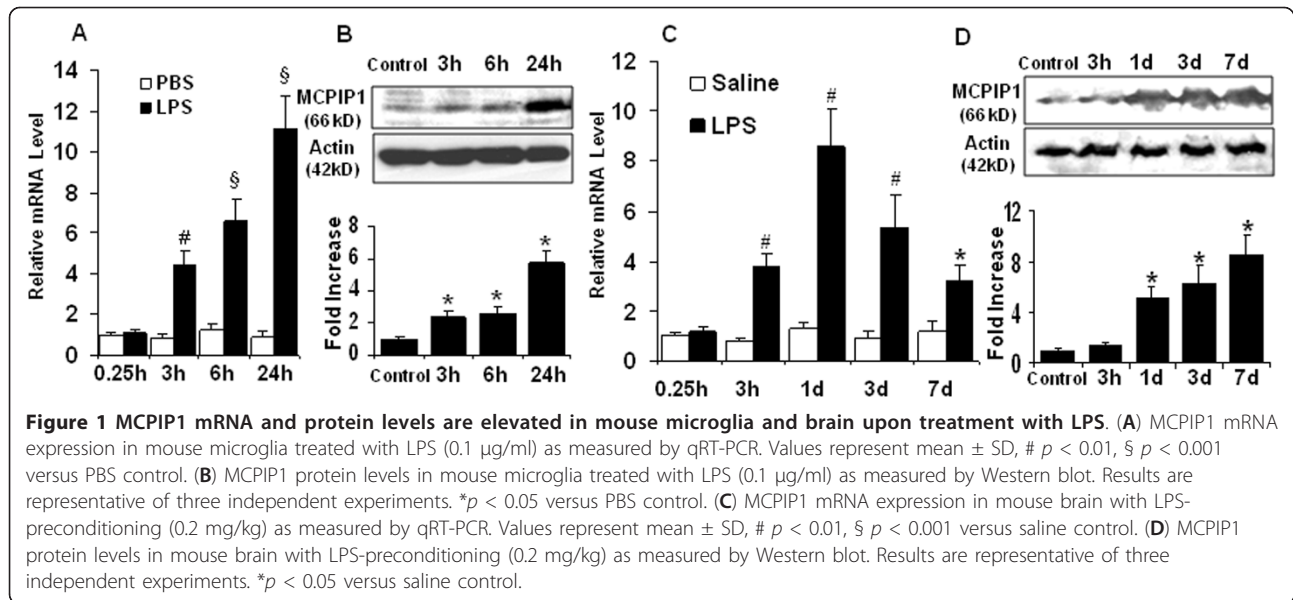 A
PBS
LPS
Relative mRNA Level
14
12
10
8
6
4
2
0
#
§
§
0.25h 3h 6h 24h
B
Control 3h 6h 24h
MCPIP1
(66 kD)
Actin
(42kD)
Fold Increase
8
6
4
2
0
* * *
Control 3h 6h 24h
C
Saline
LPS
Relative mRNA Level
12
10
8
6
4
2
0
#
#
#
*
0.25h 3h 1d 3d 7d
D
Control 3h 1d 3d 7d
MCPIP1
(66 kD)
Actin
(42kD)
Fold Increase
12
8
4
0
* * *
Control 3h 1d 3d 7d
Figure 1 MCPIP1 mRNA and protein levels are elevated in mouse microglia and brain upon treatment with LPS. (A) MCPIP1 mRNA
expression in mouse microglia treated with LPS (0.1 μg/ml) as measured by qRT-PCR. Values represent mean ± SD, # p < 0.01, § p < 0.001
versus PBS control. (B) MCPIP1 protein levels in mouse microglia treated with LPS (0.1 μg/ml) as measured by Western blot. Results are
representative of three independent experiments. *p < 0.05 versus PBS control. (C) MCPIP1 mRNA expression in mouse brain with LPS-
preconditioning (0.2 mg/kg) as measured by qRT-PCR. Values represent mean ± SD, # p < 0.01, § p < 0.001 versus saline control. (D) MCPIP1
protein levels in mouse brain with LPS-preconditioning (0.2 mg/kg) as measured by Western blot. Results are representative of three
independent experiments. *p < 0.05 versus saline control.